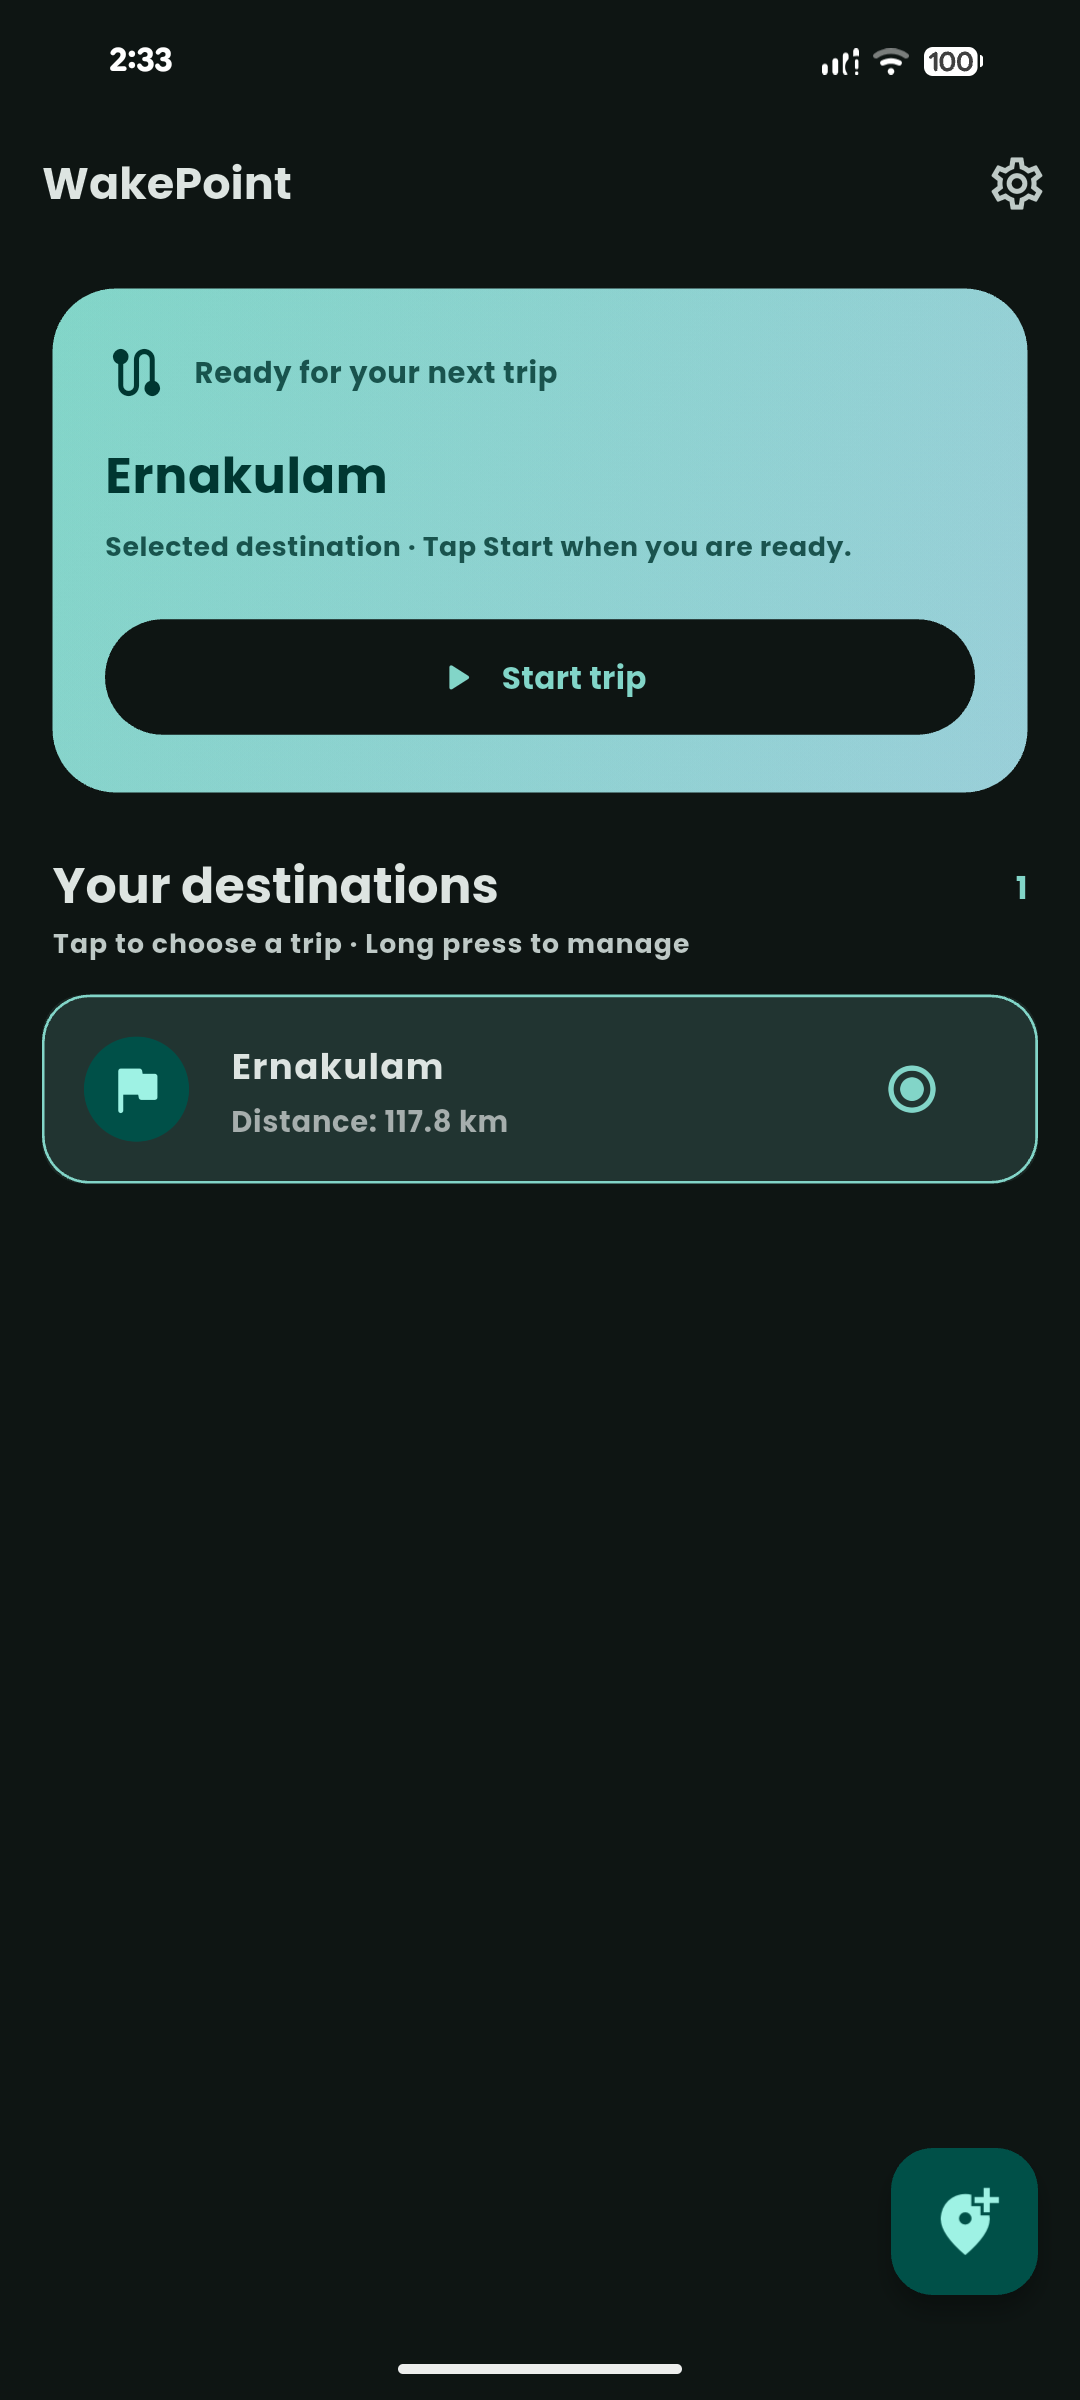 2:33
100
WakePoint
Ready for your next trip
Ernakulam
Selected destination · Tap Start when you are ready.
Start trip
Your destinations
1
Tap to choose a trip · Long press to manage
Ernakulam
Distance: 117.8 km